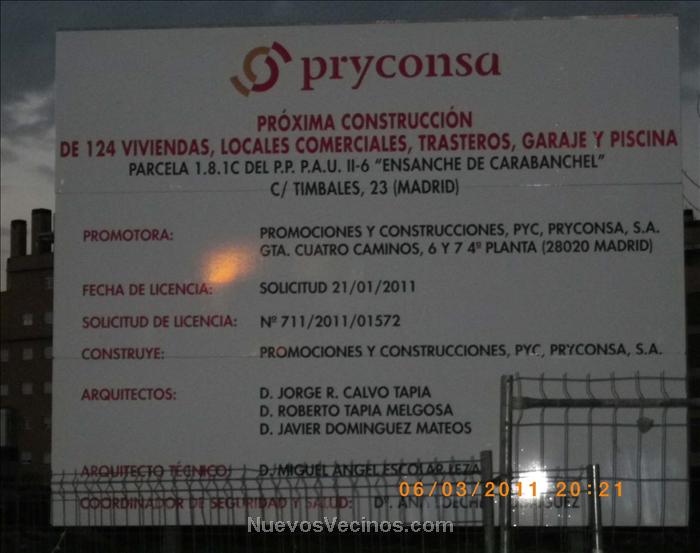 pryconsa
PRÓXIMA CONSTRUCCIÓN
DE 124 VIVIENDAS, LOCALES COMERCIALES, TRASTEROS, GARAJE Y PISCINA
PARCELA 1.8.1C DEL P.P. P.A.U. II-6 "ENSANCHE DE CARABANCHEL"
C/ TIMBALES, 23 (MADRID)
PROMOTORA: PROMOCIONES Y CONSTRUCCIONES, PYC, PRYCONSA, S.A.
GTA. CUATRO CAMINOS, 6 Y 7 4ª PLANTA (28020 MADRID)
FECHA DE LICENCIA: SOLICITUD 21/01/2011
SOLICITUD DE LICENCIA: Nº 711/2011/01572
CONSTRUYE: PROMOCIONES Y CONSTRUCCIONES, PYC, PRYCONSA, S.A.
ARQUITECTOS: D. JORGE R. CALVO TAPIA
D. ROBERTO TAPIA MELGOSA
D. JAVIER DOMINGUEZ MATEOS
ARQUITECTO TÉCNICO: D. MIGUEL ANGEL ESCOLAR LEZA
COORDINADOR DE SEGURIDAD Y SALUD: Dª. ANA
06/03/2011 20:21
NuevosVecinos.com